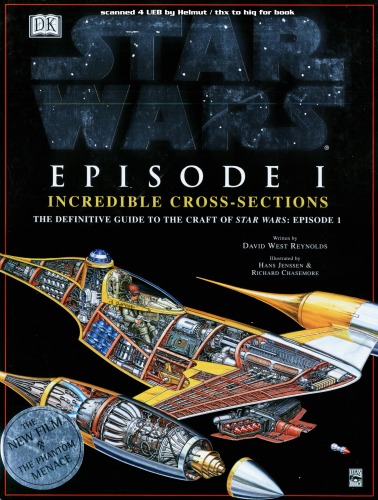 scanned 4 UEB by Helmut / thx to hiq for book
DK
STAR
WARS®
EPISODE I
INCREDIBLE CROSS-SECTIONS
THE DEFINITIVE GUIDE TO THE CRAFT OF STAR WARS: EPISODE 1
Written by
DAVID WEST REYNOLDS
Illustrated by
HANS JENSSEN &
RICHARD CHASEMORE
THE
NEW FILM
THE PHANTOM
MENACE